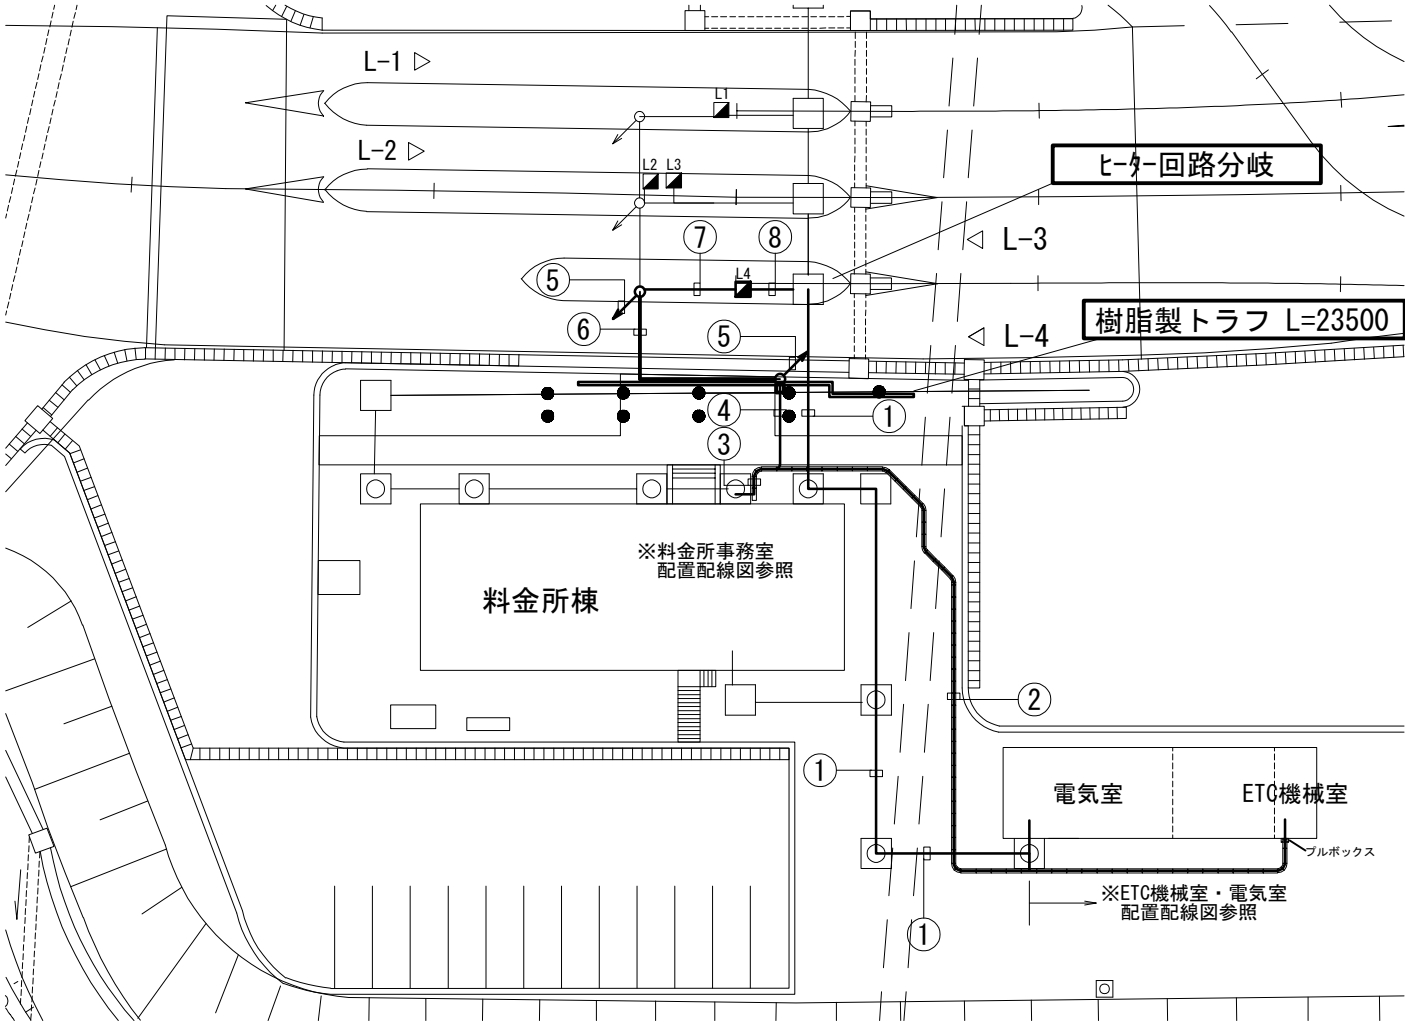 L-1 ▷
L1
L-2 ▷
L2 L3
ヒーター回路分岐
⑦ ⑧
◁ L-3
L4
⑤
⑥
⑤
◁ L-4
樹脂製トラフ L=23500
④
①
③
※料金所事務室
配置配線図参照
料金所棟
②
①
電気室
ETC機械室
プルボックス
※ETC機械室・電気室
配置配線図参照
①